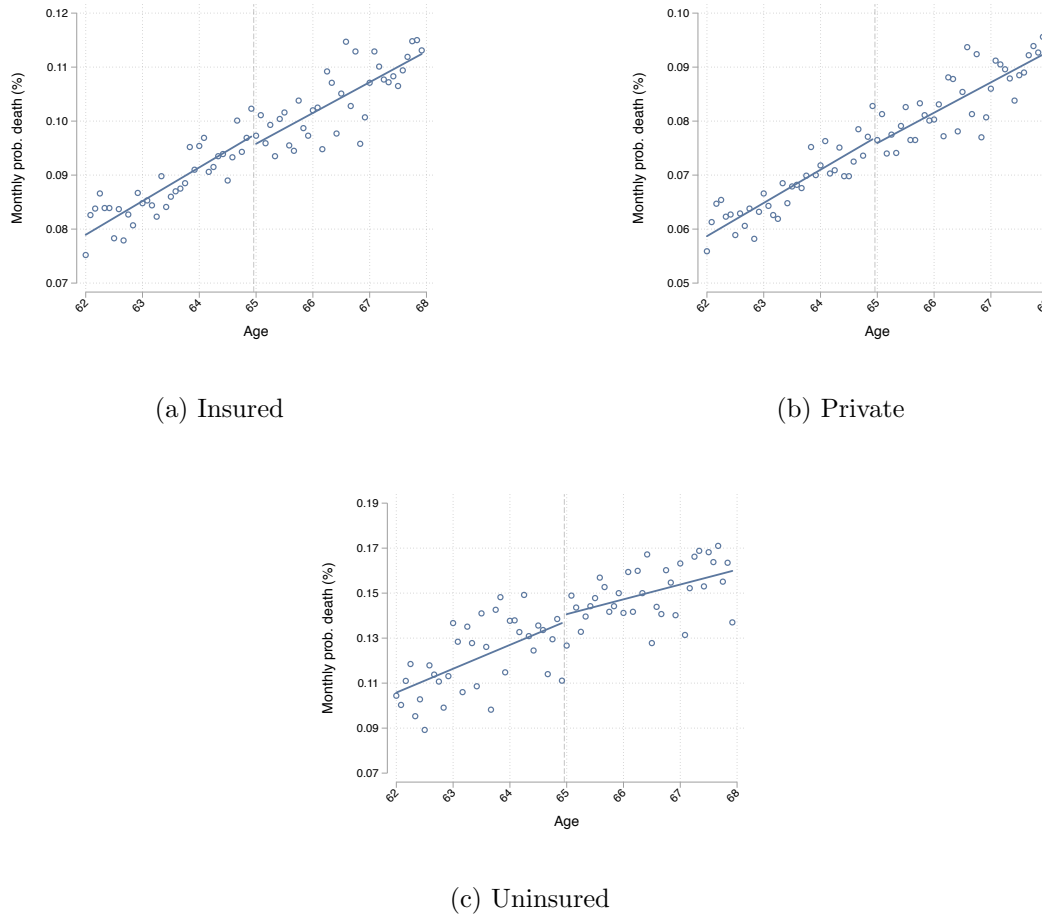 Monthly prob. death (%)
0.12
0.11
0.10
0.09
0.08
0.07
62 63 64 65 66 67 68
Age
(a) Insured
Monthly prob. death (%)
0.10
0.09
0.08
0.07
0.06
0.05
62 63 64 65 66 67
Age
(b) Private
Monthly prob. death (%)
0.19
0.17
0.15
0.13
0.11
0.09
0.07
62 63 64 65 66 67 68
Age
(c) Uninsured